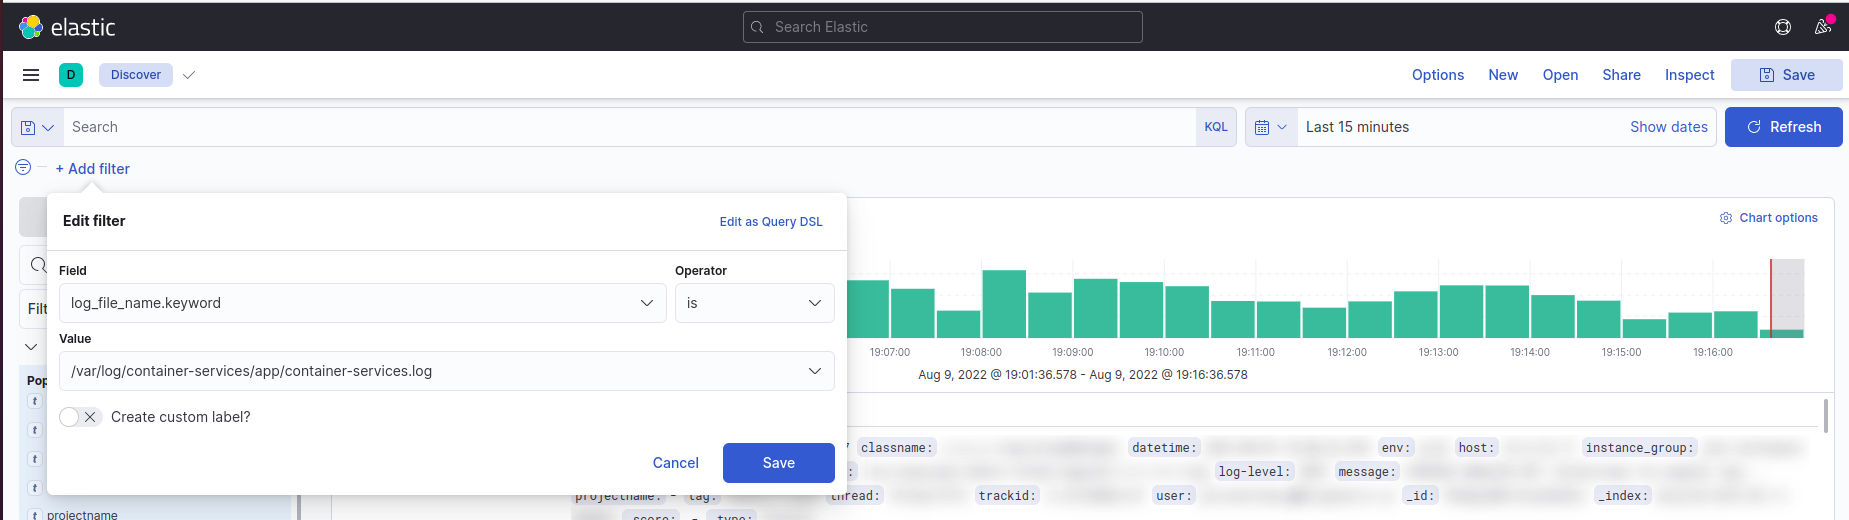 elastic
Search Elastic
D Discover Options New Open Share Inspect Save
Search KQL Last 15 minutes Show dates Refresh
+ Add filter
Edit filter Edit as Query DSL
Chart options
Field Operator
log_file_name.keyword is
Filt
Value
/var/log/container-services/app/container-services.log
19:07:00 19:08:00 19:09:00 19:10:00 19:11:00 19:12:00 19:13:00 19:14:00 19:15:00 19:16:00
Aug 9, 2022 @ 19:01:36.578 - Aug 9, 2022 @ 19:16:36.578
Pop
t
Create custom label?
t
classname: datetime: env: host: instance_group:
Cancel Save
t
log-level: message:
t
projectname: - tag: thread: trackid: user: _id: _index:
t projectname
_score: - _type: